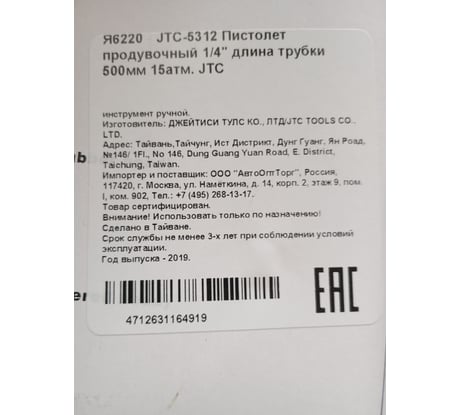 Я6220 JTC-5312 Пистолет
продувочный 1/4" длина трубки
500мм 15атм. JTC
инструмент ручной.
Изготовитель: ДЖЕЙТИСИ ТУЛС КО., ЛТД/JTC TOOLS CO.,
LTD.
Адрес: Тайвань,Тайчунг, Ист Дистрикт, Дунг Гуанг, Ян Роад,
№146/ 1Fl., No 146, Dung Guang Yuan Road, E. District,
Taichung, Taiwan.
Импортер и поставщик: ООО "АвтоОптТорг", Россия,
117420, г. Москва, ул. Намёткина, д. 14, корп. 2, этаж 9, пом.
I, ком. 902, Тел.: +7 (495) 268-13-17.
Товар сертифицирован.
Внимание! Использовать только по назначению!
Сделано в Тайване.
Срок службы не менее 3-х лет при соблюдении условий
эксплуатации.
Год выпуска - 2019.
EAC
4712631164919